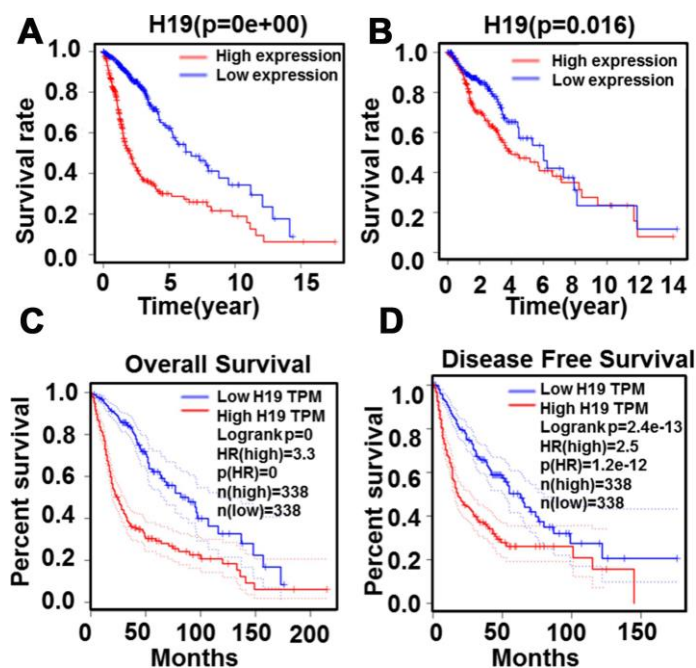 A
H19(p=0e+00)
High expression
Low expression
Survival rate
1.0
0.8
0.6
0.4
0.2
0.0
0 5 10 15
Time(year)
B
H19(p=0.016)
High expression
Low expression
Survival rate
1.0
0.8
0.6
0.4
0.2
0.0
0 2 4 6 8 10 12 14
Time(year)
C
Overall Survival
Low H19 TPM
High H19 TPM
Logrank p=0
HR(high)=3.3
p(HR)=0
n(high)=338
n(low)=338
Percent survival
1.0
0.8
0.6
0.4
0.2
0.0
0 50 100 150 200
Months
D
Disease Free Survival
Low H19 TPM
High H19 TPM
Logrank p=2.4e-13
HR(high)=2.5
p(HR)=1.2e-12
n(high)=338
n(low)=338
Percent survival
1.0
0.8
0.6
0.4
0.2
0.0
0 50 100 150
Months